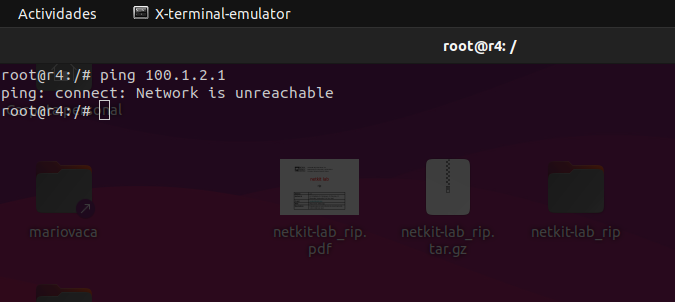 Actividades
X-terminal-emulator
root@r4: /
root@r4:/# ping 100.1.2.1
ping: connect: Network is unreachable
root@r4:/#
personal
mariovaca
netkit-lab_rip.
pdf
netkit-lab_rip.
tar.gz
netkit-lab_rip